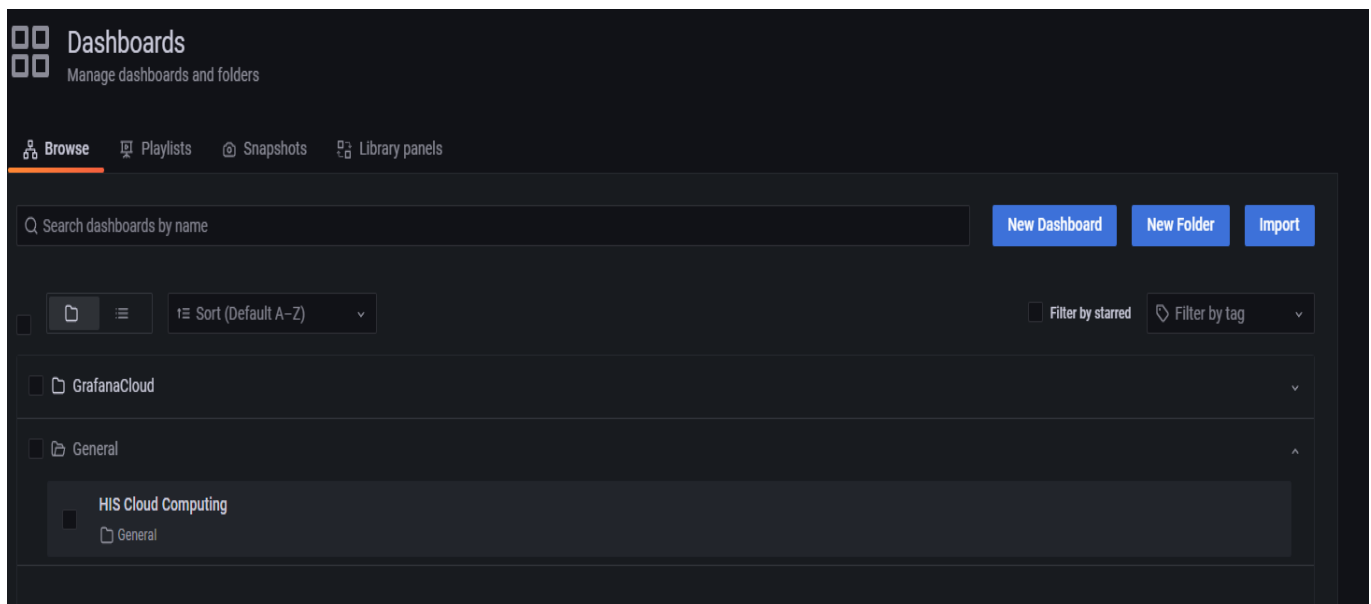 Dashboards
Manage dashboards and folders
Browse Playlists Snapshots Library panels
Search dashboards by name New Dashboard New Folder Import
Sort (Default A–Z) Filter by starred Filter by tag
GrafanaCloud
General
HIS Cloud Computing
General